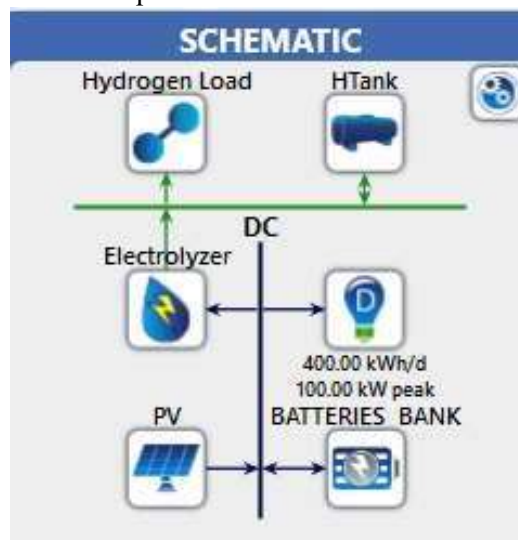 SCHEMATIC
Hydrogen Load HTank
DC
Electrolyzer
D
400.00 kWh/d
100.00 kW peak
PV BATTERIES BANK